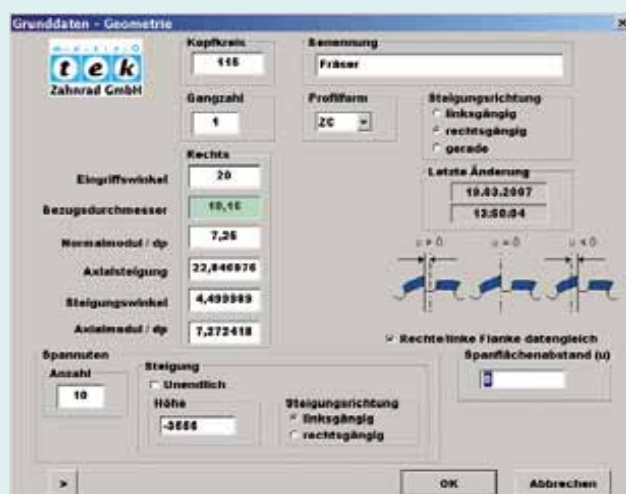 Grunddaten - Geometrie
metrO
tek
Zahnrad GmbH
Kopfkreis
115
Benennung
Fräser
Gangzahl
1
Profilform
ZC
Steigungsrichtung
linksgängig
rechtsgängig
gerade
Rechts
Eingriffswinkel
20
Bezugsdurchmesser
Normalmodul / dp
7,25
Axialsteigung
22,846976
Steigungswinkel
4,499989
Axialmodul / dp
7,272418
Letzte Änderung
19.03.2007
13:50:04
u > 0 u = 0 u < 0
Rechte/linke Flanke datengleich
Spannuten
Anzahl
10
Steigung
Unendlich
Höhe
Steigungsrichtung
linksgängig
rechtsgängig
Spanflächenabstand (u)
0
>
OK
Abbrechen